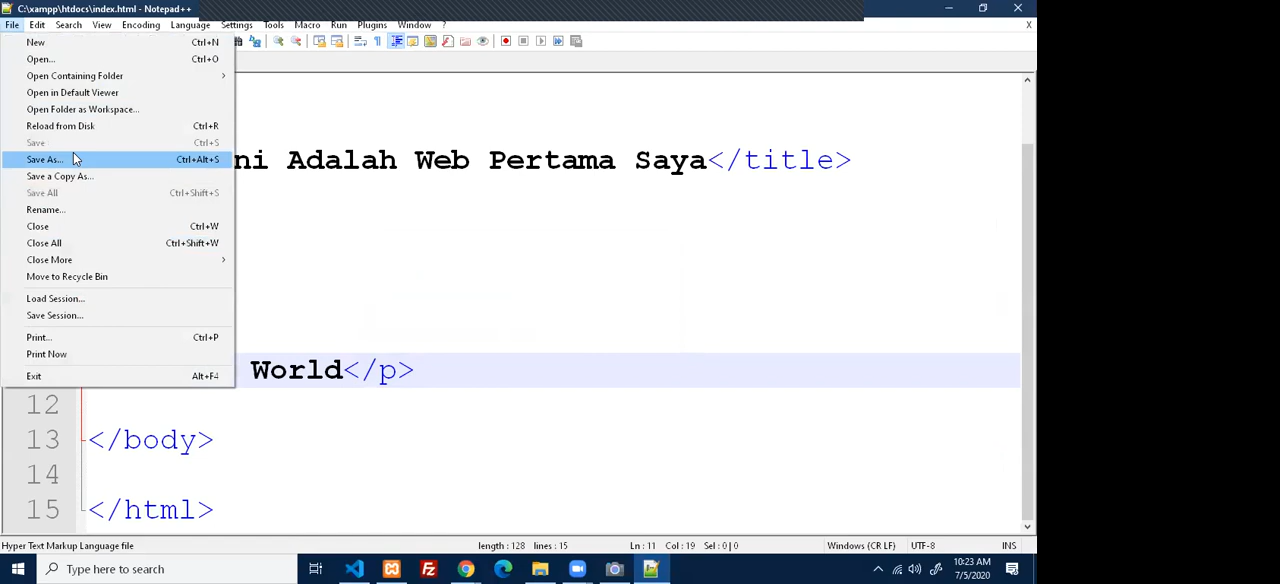 C:\xampp\htdocs\index.html - Notepad++
File Edit Search View Encoding Language Settings Tools Macro Run Plugins Window ? X
New Ctrl+N
Open... Ctrl+O
Open Containing Folder
Open in Default Viewer
Open Folder as Workspace...
Reload from Disk Ctrl+R
Save Ctrl+S
Save As... Ctrl+Alt+S
Save a Copy As...
Save All Ctrl+Shift+S
Rename...
Close Ctrl+W
Close All Ctrl+Shift+W
Close More
Move to Recycle Bin
Load Session...
Save Session...
Print... Ctrl+P
Print Now
Exit Alt+F4
ni Adalah Web Pertama Saya</title>
World</p>
12
13 </body>
14
15 </html>
Hyper Text Markup Language file length : 128 lines : 15 Ln : 11 Col : 19 Sel : 0 | 0 Windows (CR LF) UTF-8 INS
Type here to search
10:23 AM
7/5/2020